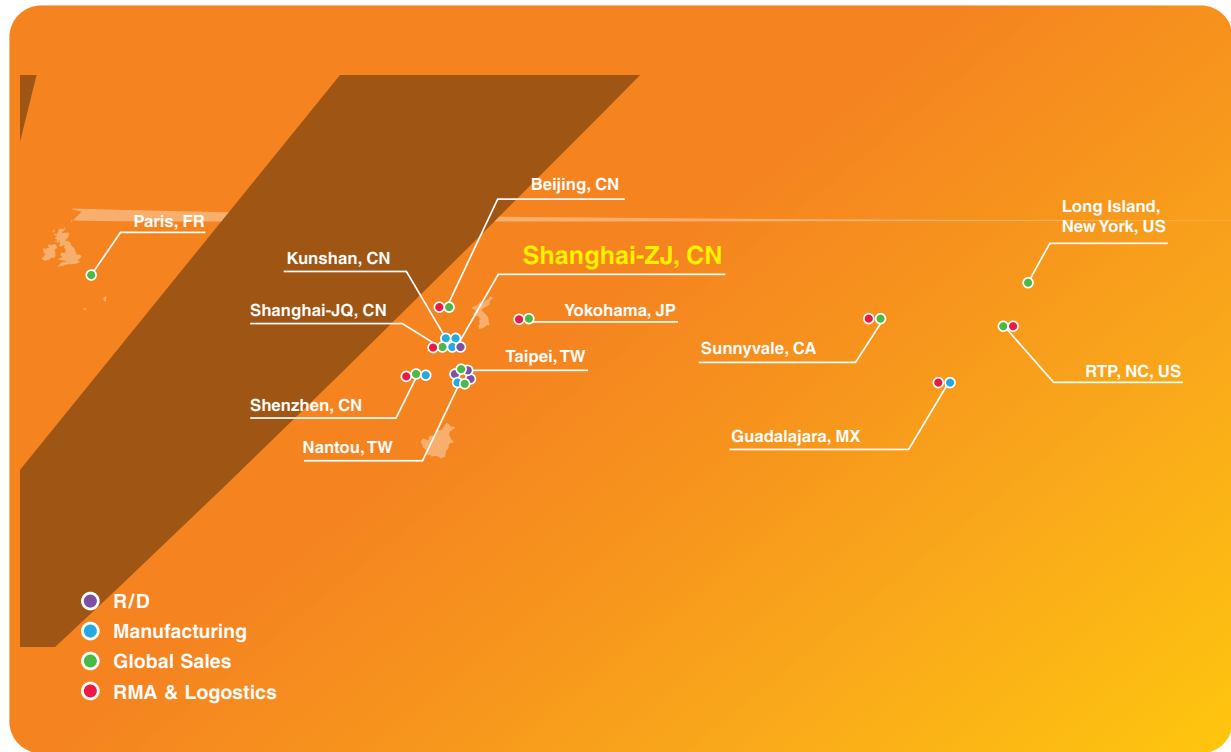 Beijing, CN
Long Island,
New York, US
Paris, FR
Kunshan, CN
Shanghai-ZJ, CN
Shanghai-JQ, CN
Yokohama, JP
Sunnyvale, CA
Taipei, TW
RTP, NC, US
Shenzhen, CN
Guadalajara, MX
Nantou, TW
R/D
Manufacturing
Global Sales
RMA & Logostics